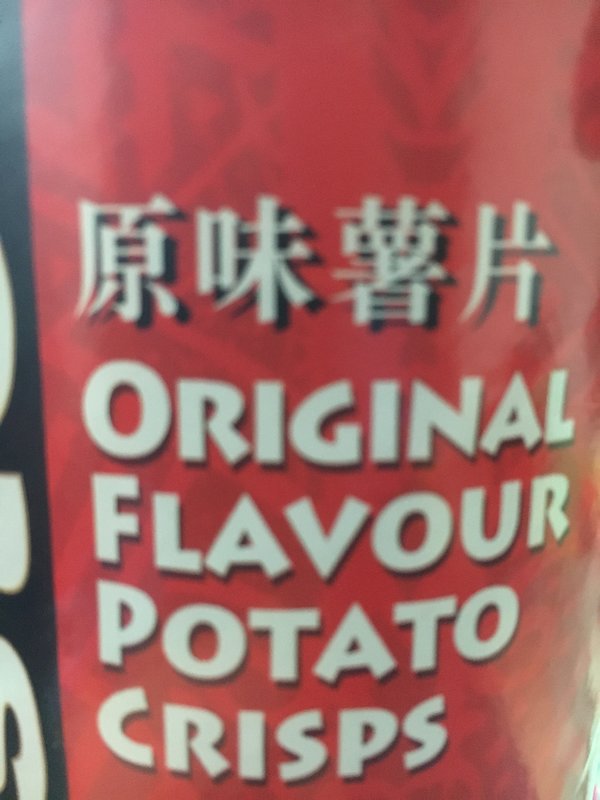 原味薯片
ORIGINAL
FLAVOUR
POTATO
CRISPS